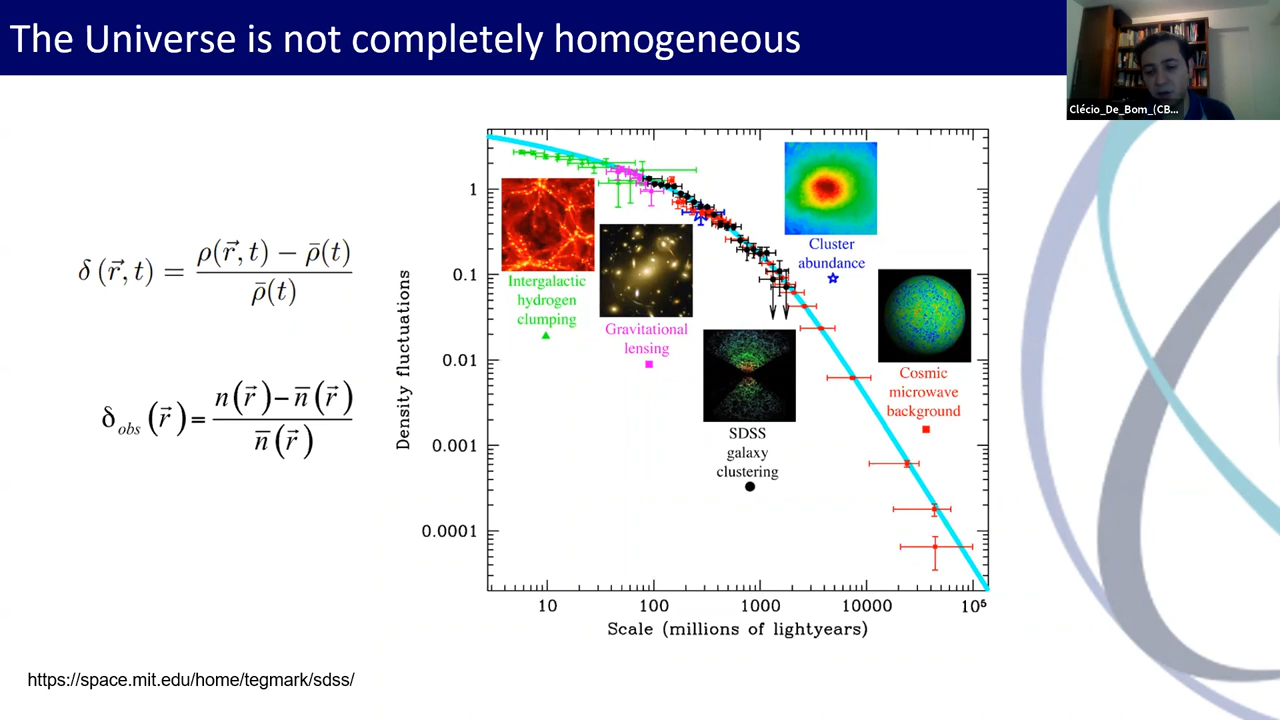 The Universe is not completely homogeneous
Clécio_De_Bom_(CB...
δ(r⃗, t) = ρ(r⃗, t) − ρ̄(t) / ρ̄(t)
δobs(r⃗) = n(r⃗) − n̄(r⃗) / n̄(r⃗)
Density fluctuations
1
0.1
0.01
0.001
0.0001
Intergalactic
hydrogen
clumping
Gravitational
lensing
SDSS
galaxy
clustering
Cluster
abundance
Cosmic
microwave
background
10
100
1000
10000
10⁵
Scale (millions of lightyears)
https://space.mit.edu/home/tegmark/sdss/